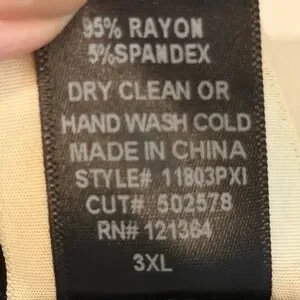 95% RAYON
5%SPANDEX
DRY CLEAN OR
HAND WASH COLD
MADE IN CHINA
STYLE# 11803PXI
CUT# 502578
RN# 121364
3XL